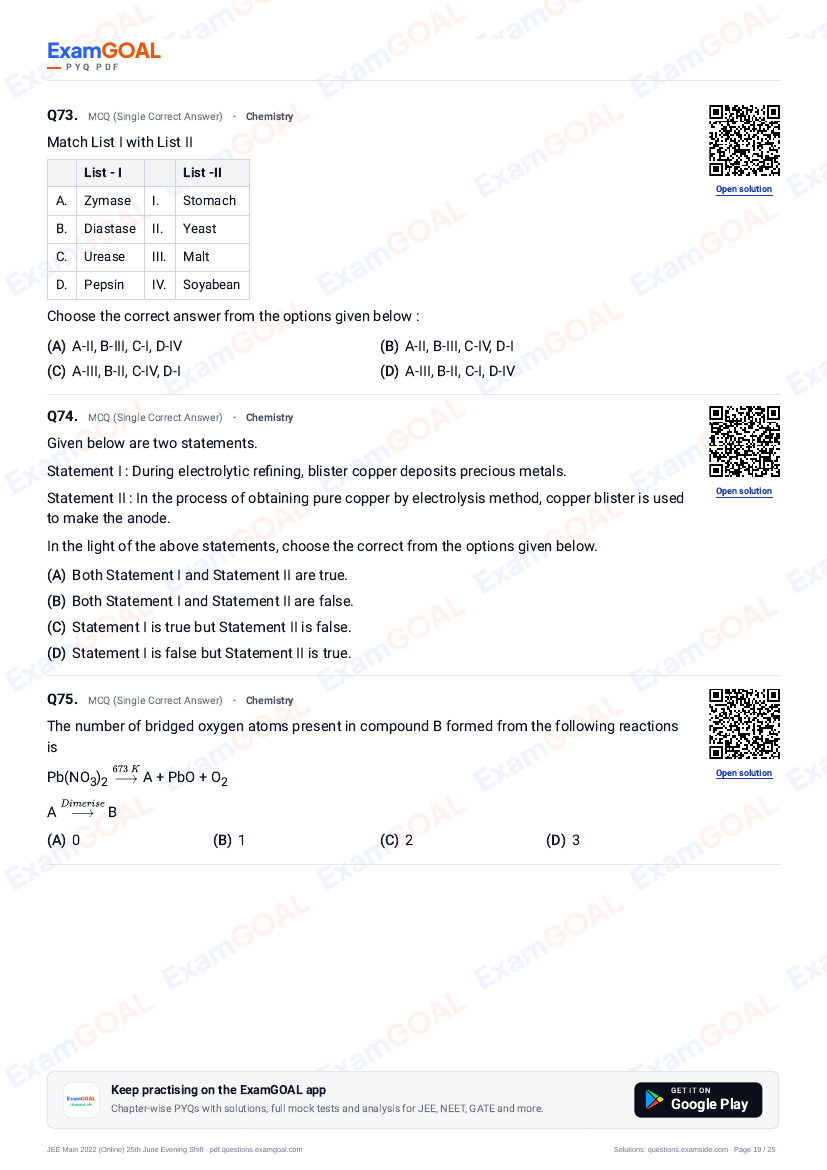 ExamGOAL
PYQ PDF
Q73. MCQ (Single Correct Answer) · Chemistry
Match List I with List II
Open solution
List - I List -II
A. Zymase I. Stomach
B. Diastase II. Yeast
C. Urease III. Malt
D. Pepsin IV. Soyabean
Choose the correct answer from the options given below :
(A) A-II, B-III, C-I, D-IV (B) A-II, B-III, C-IV, D-I
(C) A-III, B-II, C-IV, D-I (D) A-III, B-II, C-I, D-IV
Q74. MCQ (Single Correct Answer) · Chemistry
Given below are two statements.
Statement I : During electrolytic refining, blister copper deposits precious metals.
Open solution
Statement II : In the process of obtaining pure copper by electrolysis method, copper blister is used
to make the anode.
In the light of the above statements, choose the correct from the options given below.
(A) Both Statement I and Statement II are true.
(B) Both Statement I and Statement II are false.
(C) Statement I is true but Statement II is false.
(D) Statement I is false but Statement II is true.
Q75. MCQ (Single Correct Answer) · Chemistry
The number of bridged oxygen atoms present in compound B formed from the following reactions
is
Open solution
Pb(NO₃)₂ 673 K ⟶ A + PbO + O₂
A Dimerise ⟶ B
(A) 0 (B) 1 (C) 2 (D) 3
ExamGOAL
Keep practising on the ExamGOAL app
Chapter-wise PYQs with solutions, full mock tests and analysis for JEE, NEET, GATE and more.
GET IT ON
Google Play
JEE Main 2022 (Online) 25th June Evening Shift · pdf.questions.examgoal.com Solutions: questions.examside.com · Page 19 / 25